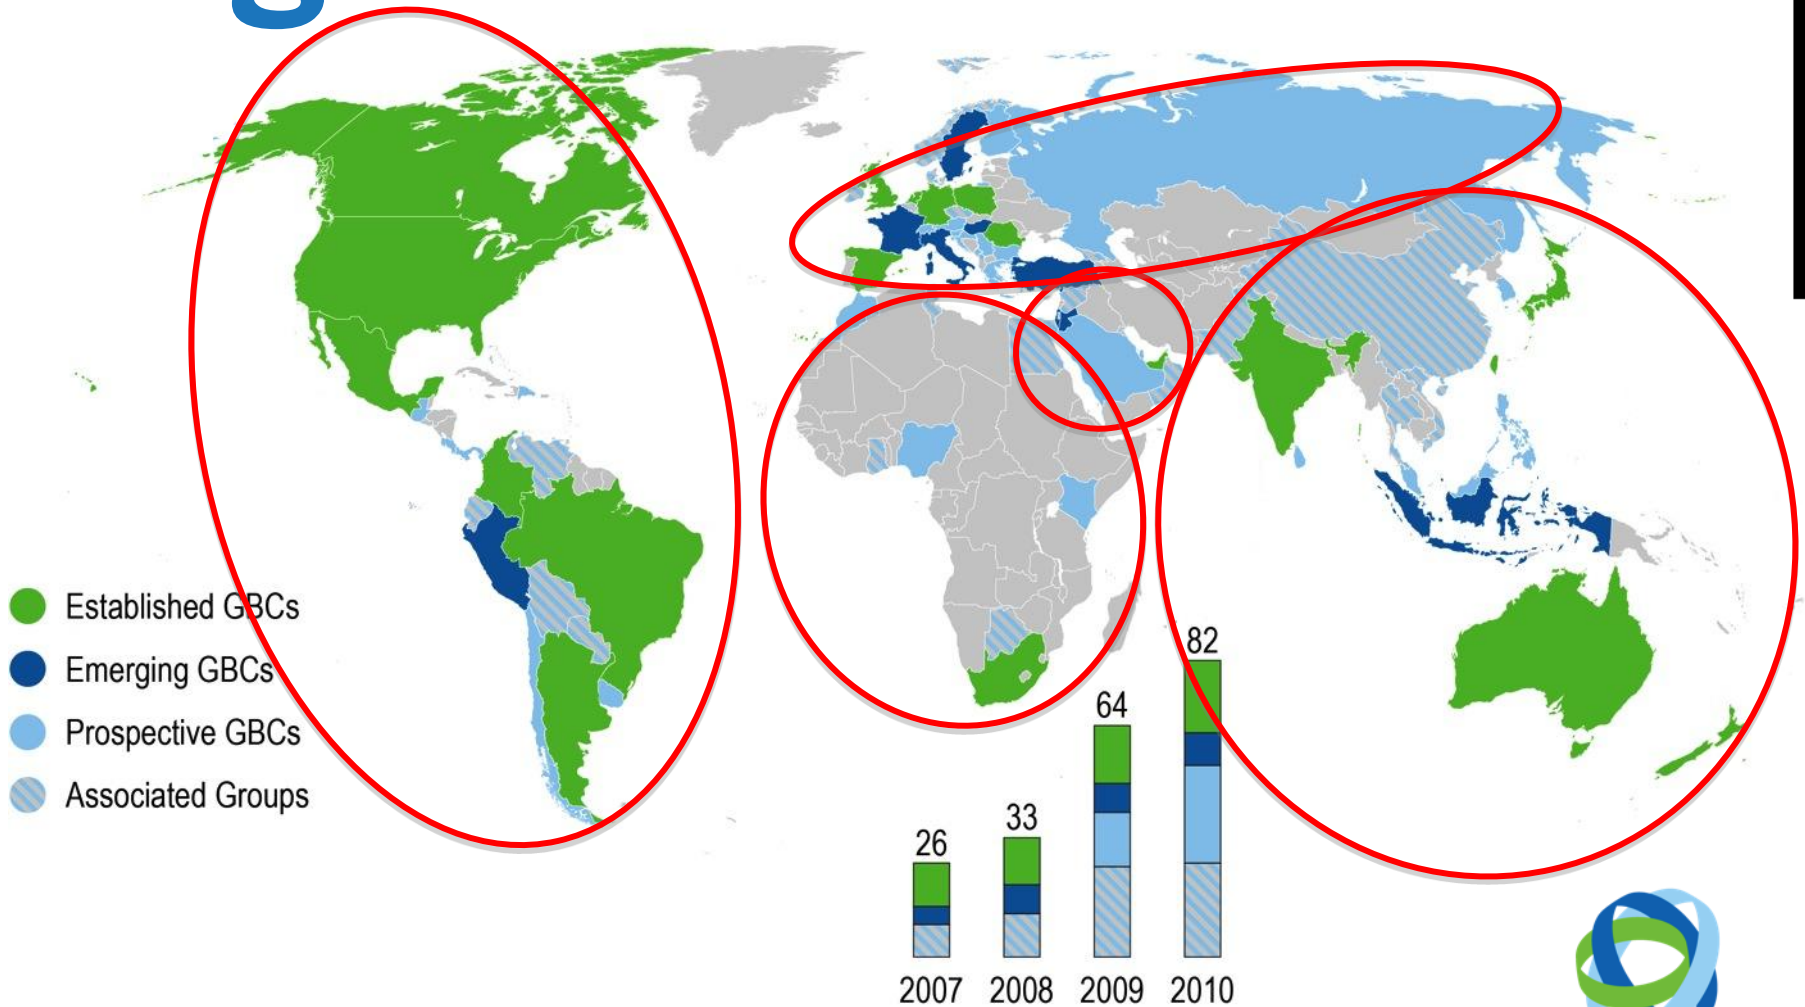 g
Established GBCs
Emerging GBCs
Prospective GBCs
Associated Groups
26
33
64
82
2007
2008
2009
2010